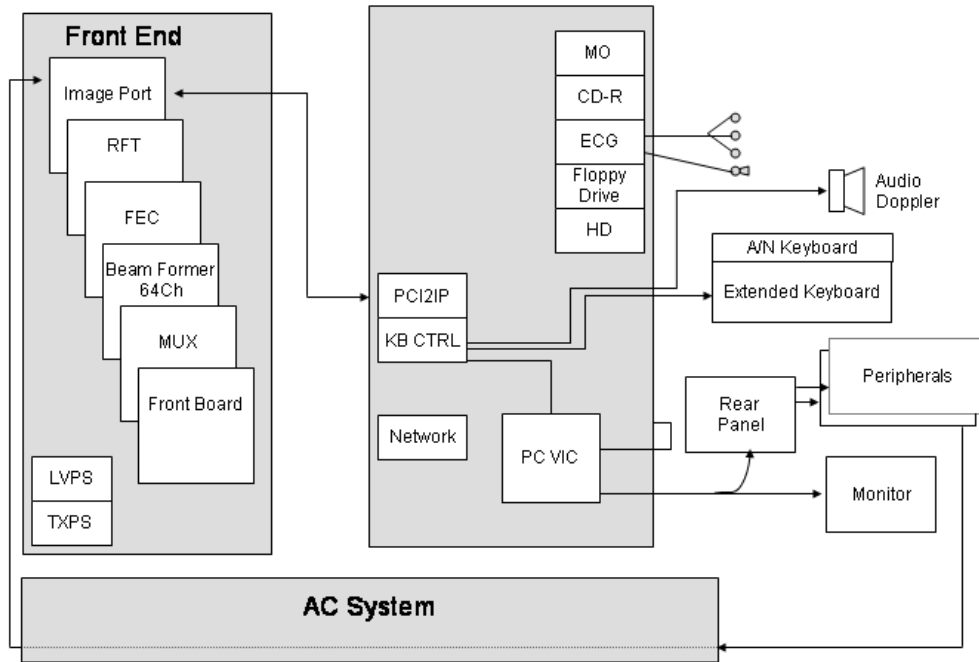 Front End
Image Port
RFT
FEC
Beam Former
64Ch
MUX
Front Board
LVPS
TXPS
MO
CD-R
ECG
Floppy
Drive
HD
PCI2IP
KB CTRL
Network
PC VIC
Audio
Doppler
A/N Keyboard
Extended Keyboard
Rear
Panel
Peripherals
Monitor
AC System